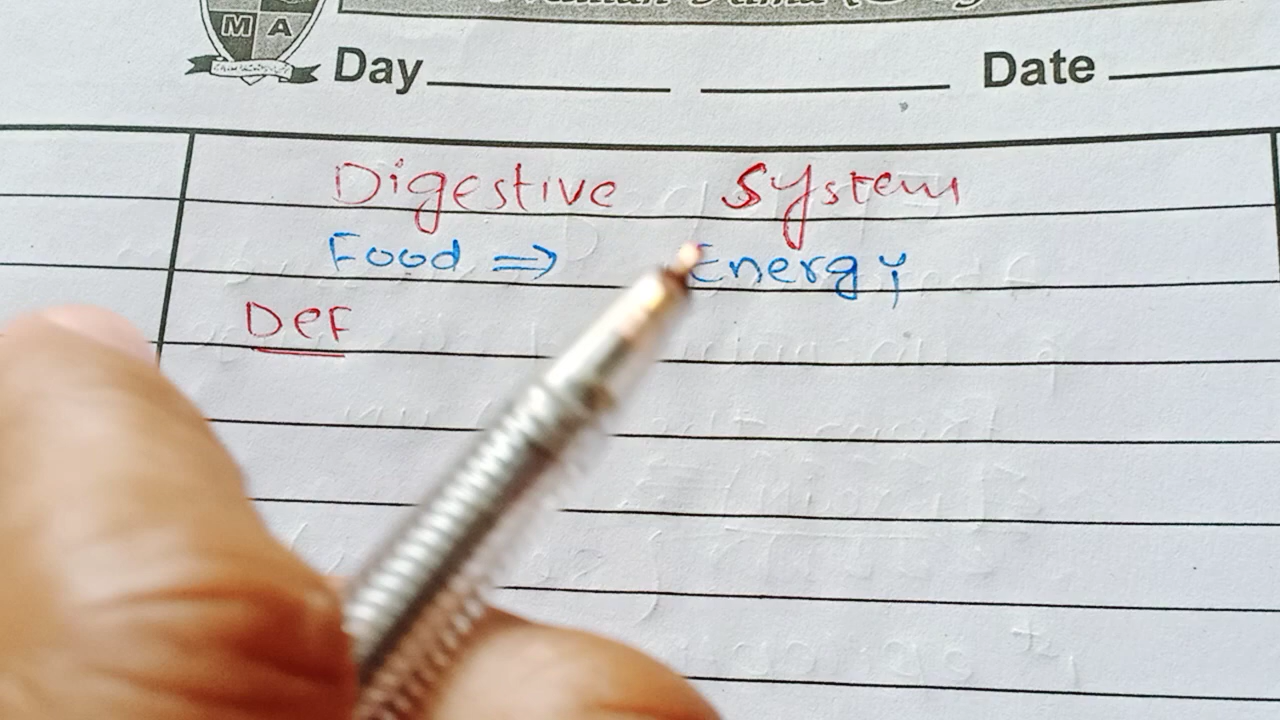 M A
Day Date
Digestive System
Food ⇒ Energy
Def